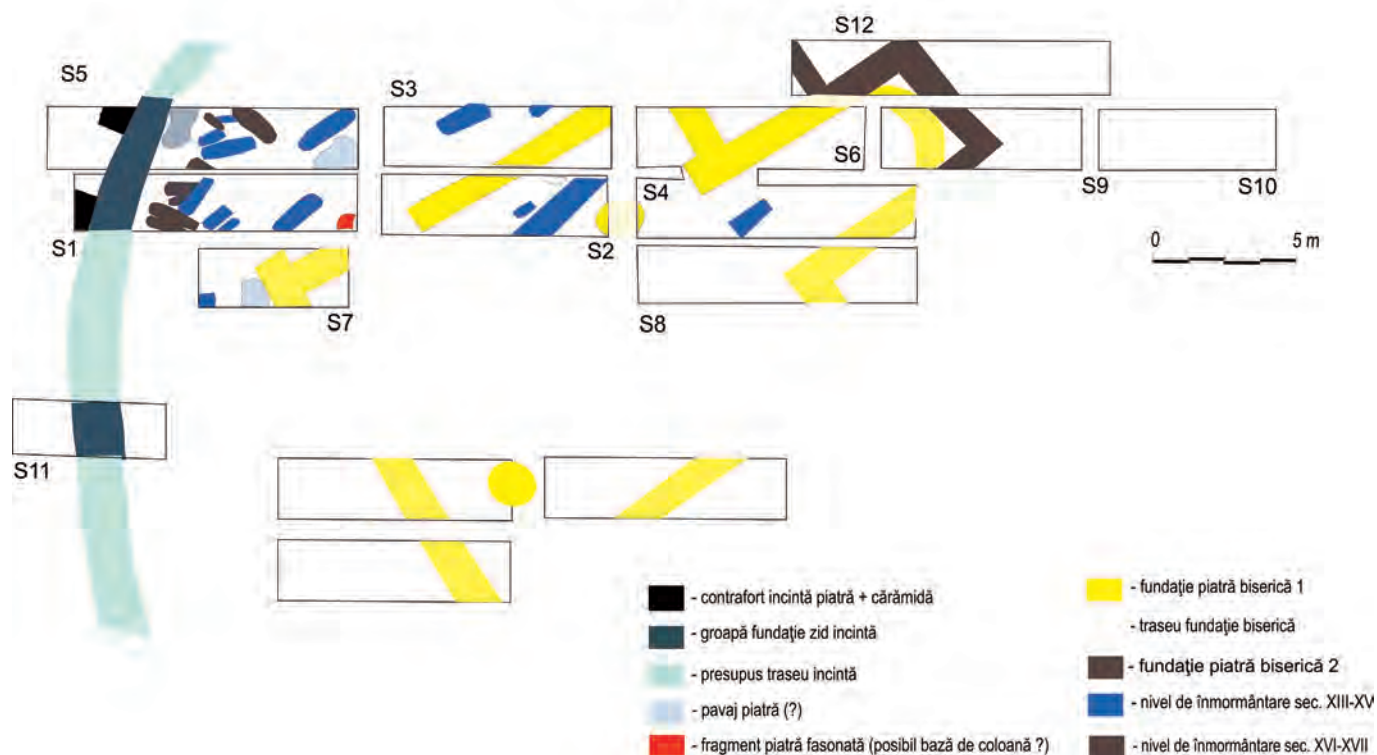 S12
S5
S3
S6
S4
S9
S10
S1
S2
0 5 m
S7
S8
S11
- contrafort incintă piatră + cărămidă
- groapă fundație zid incintă
- presupus traseu incintă
- pavaj piatră (?)
- fragment piatră fasonată (posibil bază de coloană ?)
- fundație piatră biserică 1
- traseu fundație biserică
- fundație piatră biserică 2
- nivel de înmormântare sec. XIII-XV
- nivel de înmormântare sec. XVI-XVII